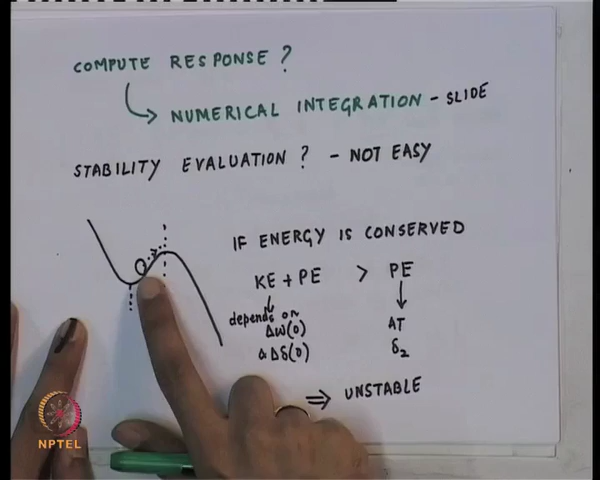 COMPUTE RESPONSE ?
NUMERICAL INTEGRATION - SLIDE
STABILITY EVALUATION ? - NOT EASY
IF ENERGY IS CONSERVED
KE + PE > PE
depends on
Δω(0)
& Δδ(0)
AT
δ₂
⇒ UNSTABLE
NPTEL